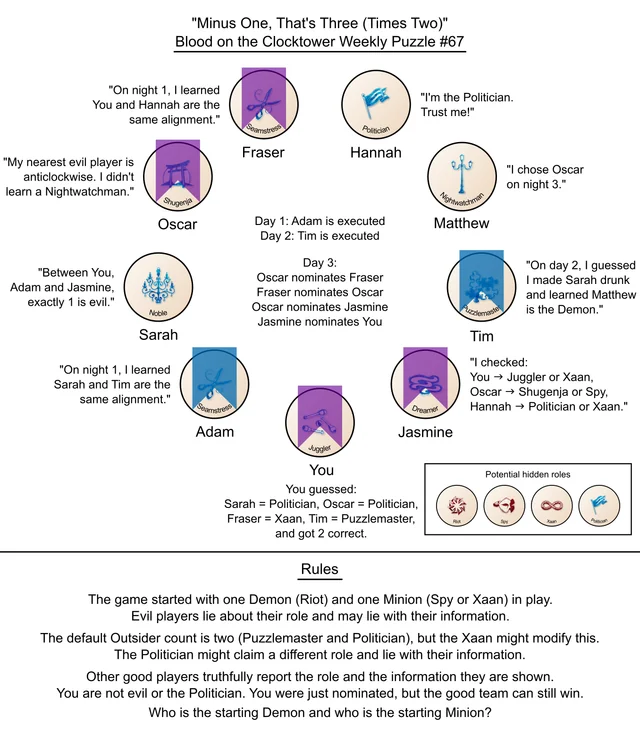 "Minus One, That's Three (Times Two)"
Blood on the Clocktower Weekly Puzzle #67
"On night 1, I learned
You and Hannah are the
same alignment."
Seamstress
Fraser
Politician
Hannah
"I'm the Politician.
Trust me!"
"My nearest evil player is
anticlockwise. I didn't
learn a Nightwatchman."
Shugenja
Oscar
Nightwatchman
Matthew
"I chose Oscar
on night 3."
Day 1: Adam is executed
Day 2: Tim is executed
Day 3:
Oscar nominates Fraser
Fraser nominates Oscar
Oscar nominates Jasmine
Jasmine nominates You
"Between You,
Adam and Jasmine,
exactly 1 is evil."
Noble
Sarah
Puzzlemaster
Tim
"On day 2, I guessed
I made Sarah drunk
and learned Matthew
is the Demon."
"On night 1, I learned
Sarah and Tim are the
same alignment."
Seamstress
Adam
Dreamer
Jasmine
"I checked:
You → Juggler or Xaan,
Oscar → Shugenja or Spy,
Hannah → Politician or Xaan."
Juggler
You
You guessed:
Sarah = Politician, Oscar = Politician,
Fraser = Xaan, Tim = Puzzlemaster,
and got 2 correct.
Potential hidden roles
Riot
Spy
Xaan
Politician
Rules
The game started with one Demon (Riot) and one Minion (Spy or Xaan) in play.
Evil players lie about their role and may lie with their information.
The default Outsider count is two (Puzzlemaster and Politician), but the Xaan might modify this.
The Politician might claim a different role and lie with their information.
Other good players truthfully report the role and the information they are shown.
You are not evil or the Politician. You were just nominated, but the good team can still win.
Who is the starting Demon and who is the starting Minion?